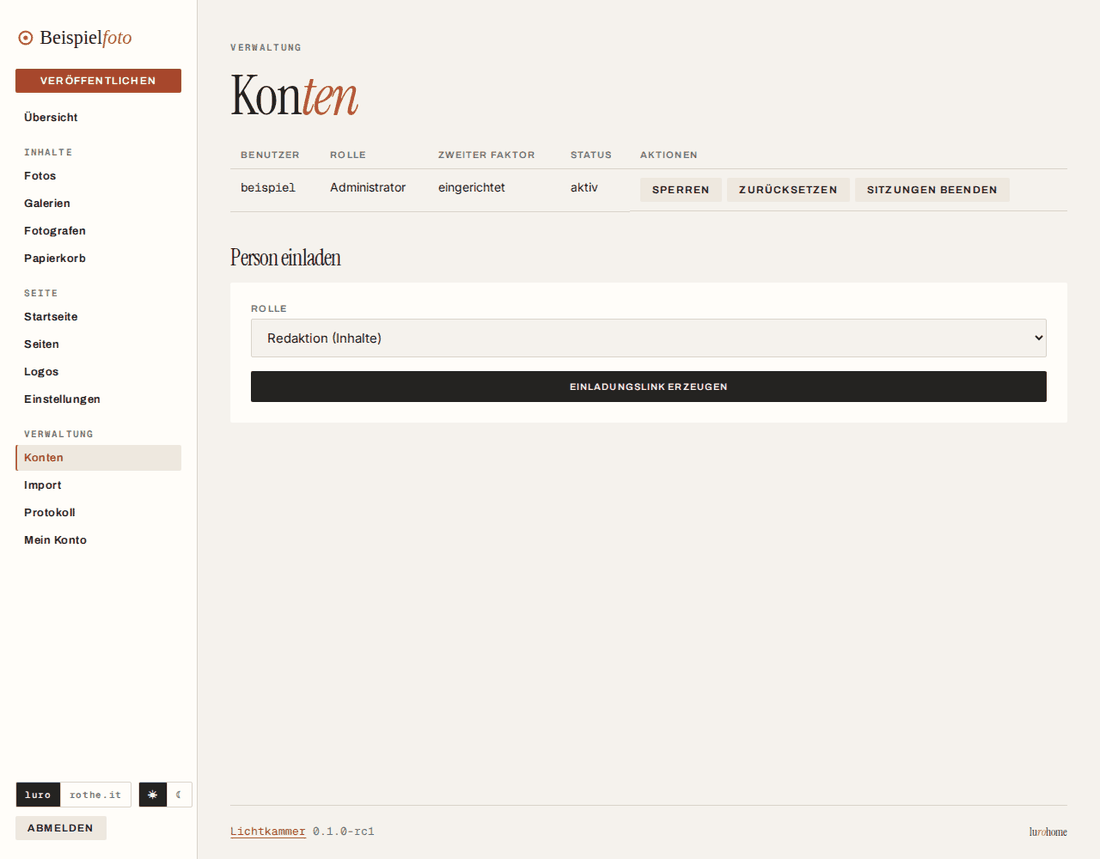 Beispielfoto
VERÖFFENTLICHEN
Übersicht
INHALTE
Fotos
Galerien
Fotografen
Papierkorb
SEITE
Startseite
Seiten
Logos
Einstellungen
VERWALTUNG
Konten
Import
Protokoll
Mein Konto
luro rothe.it
ABMELDEN
VERWALTUNG
Konten
BENUTZER ROLLE ZWEITER FAKTOR STATUS AKTIONEN
beispiel Administrator eingerichtet aktiv SPERREN ZURÜCKSETZEN SITZUNGEN BEENDEN
Person einladen
ROLLE
Redaktion (Inhalte)
EINLADUNGSLINK ERZEUGEN
Lichtkammer 0.1.0-rc1
lurohome